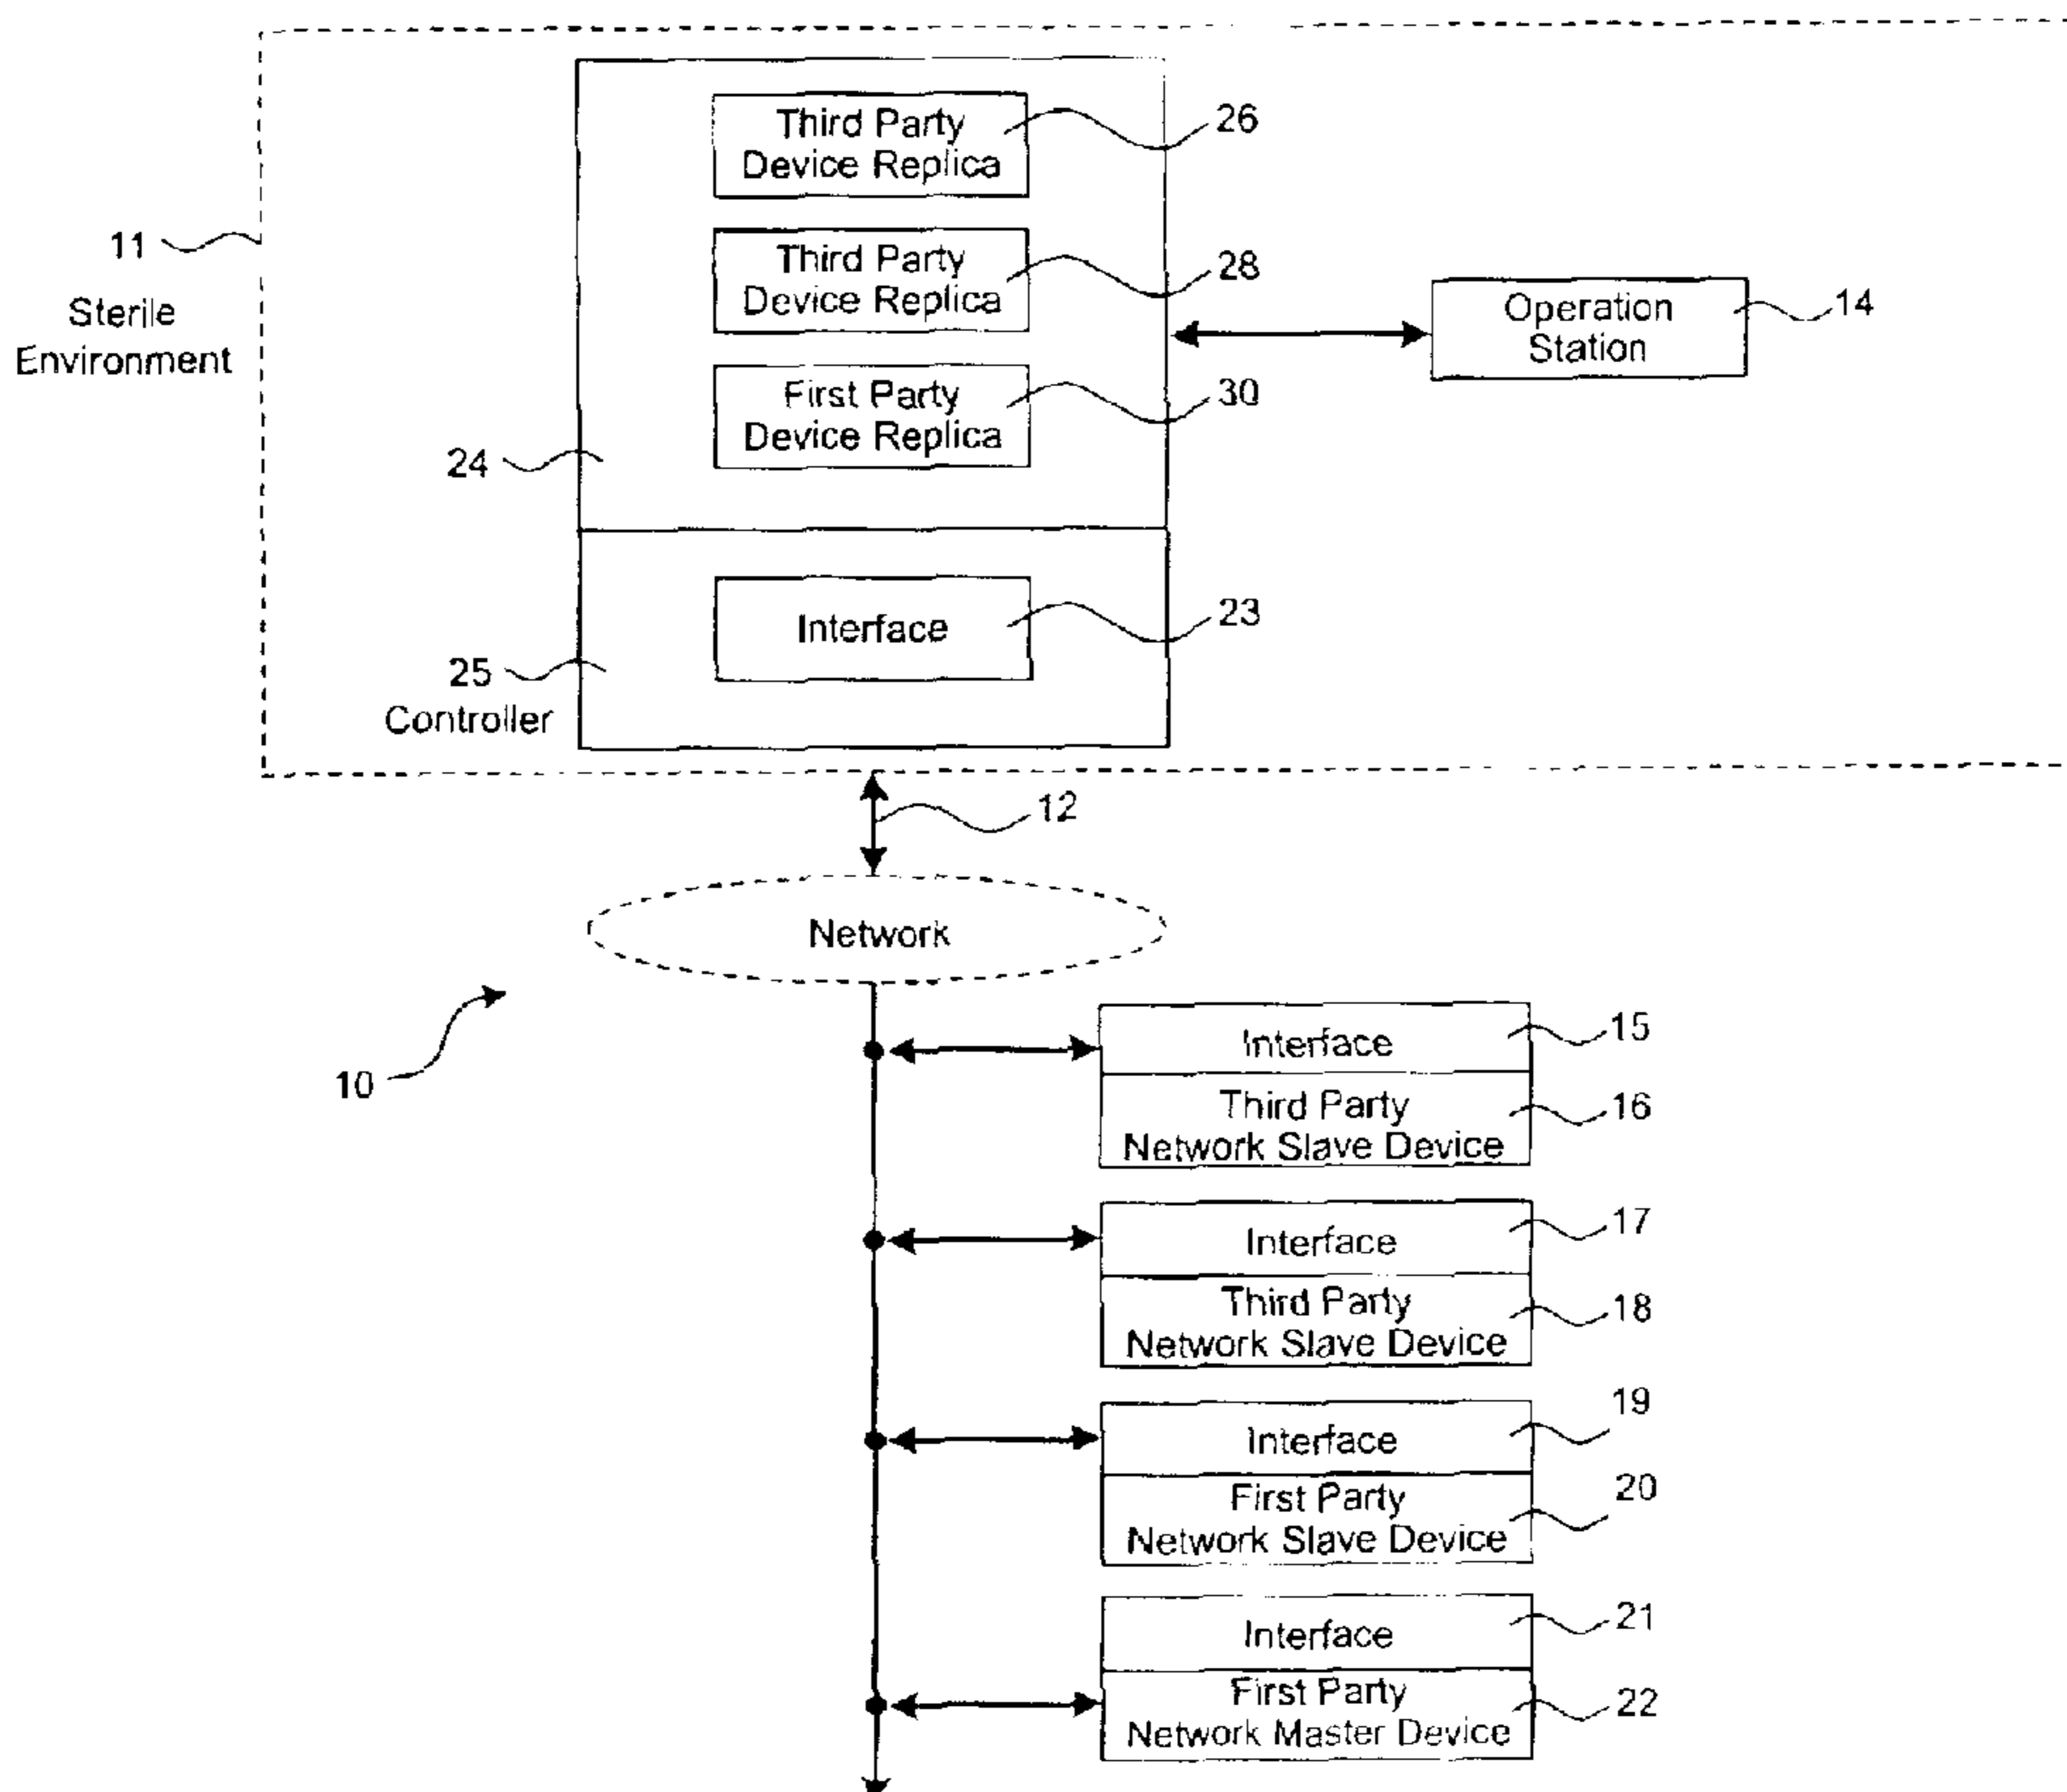 Third Party
Device Replica
26
11
Sterile
Environment
Third Party
Device Replica
28
Operation
Station
14
First Party
Device Replica
30
24
Interface
23
25
Controller
12
Network
10
Interface
15
Third Party
Network Slave Device
16
Interface
17
Third Party
Network Slave Device
18
Interface
19
First Party
Network Slave Device
20
Interface
21
First Party
Network Master Device
22